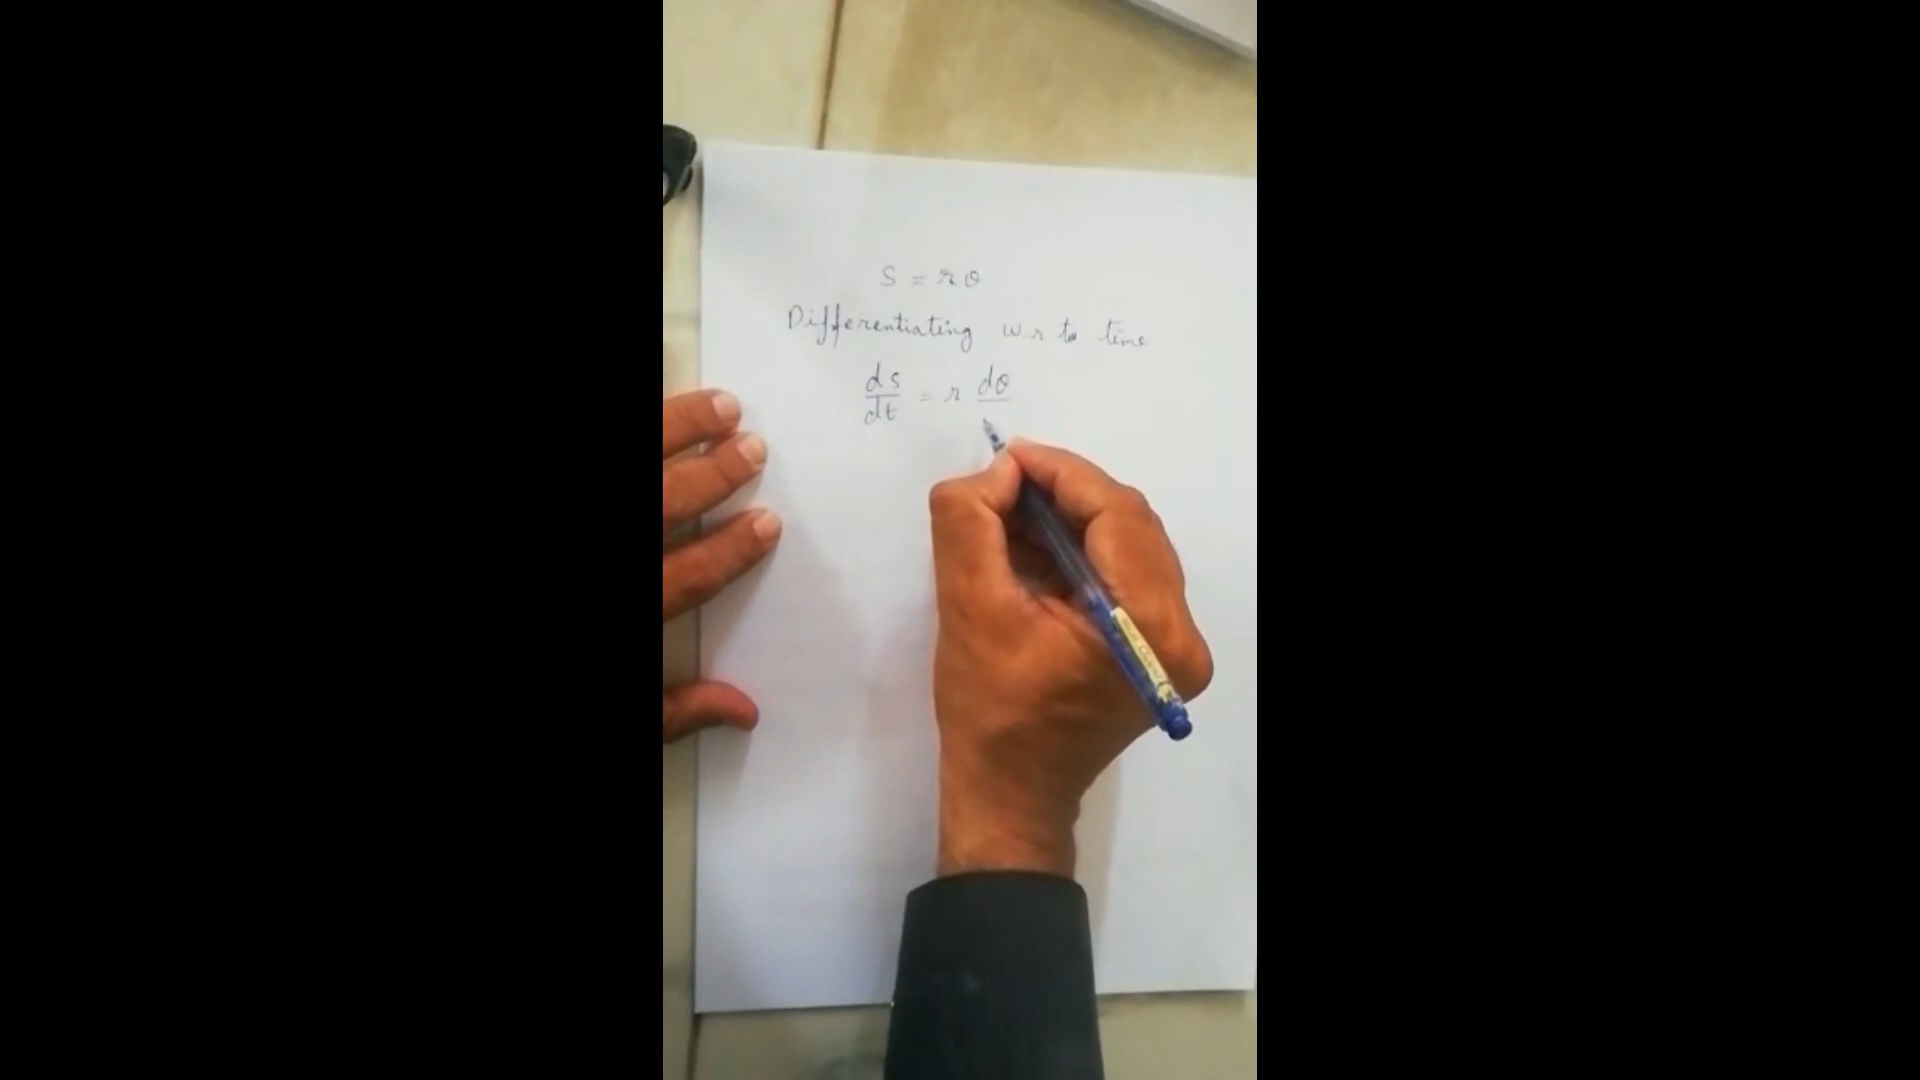 S = rθ
Differentiating w.r to time
ds/dt = r dθ/